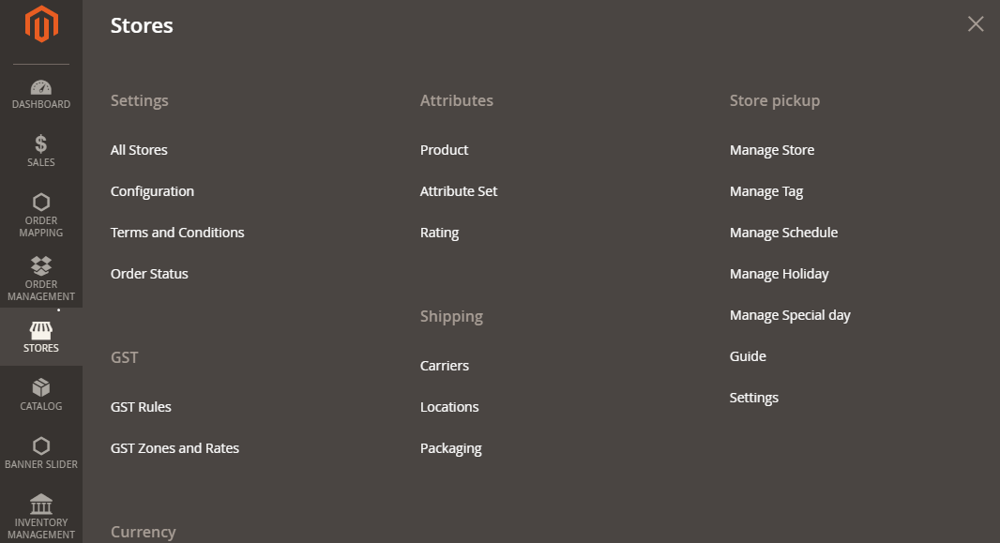 Stores
DASHBOARD
SALES
ORDER
MAPPING
ORDER
MANAGEMENT
STORES
CATALOG
BANNER SLIDER
INVENTORY
MANAGEMENT
Settings
All Stores
Configuration
Terms and Conditions
Order Status
GST
GST Rules
GST Zones and Rates
Currency
Attributes
Product
Attribute Set
Rating
Shipping
Carriers
Locations
Packaging
Store pickup
Manage Store
Manage Tag
Manage Schedule
Manage Holiday
Manage Special day
Guide
Settings